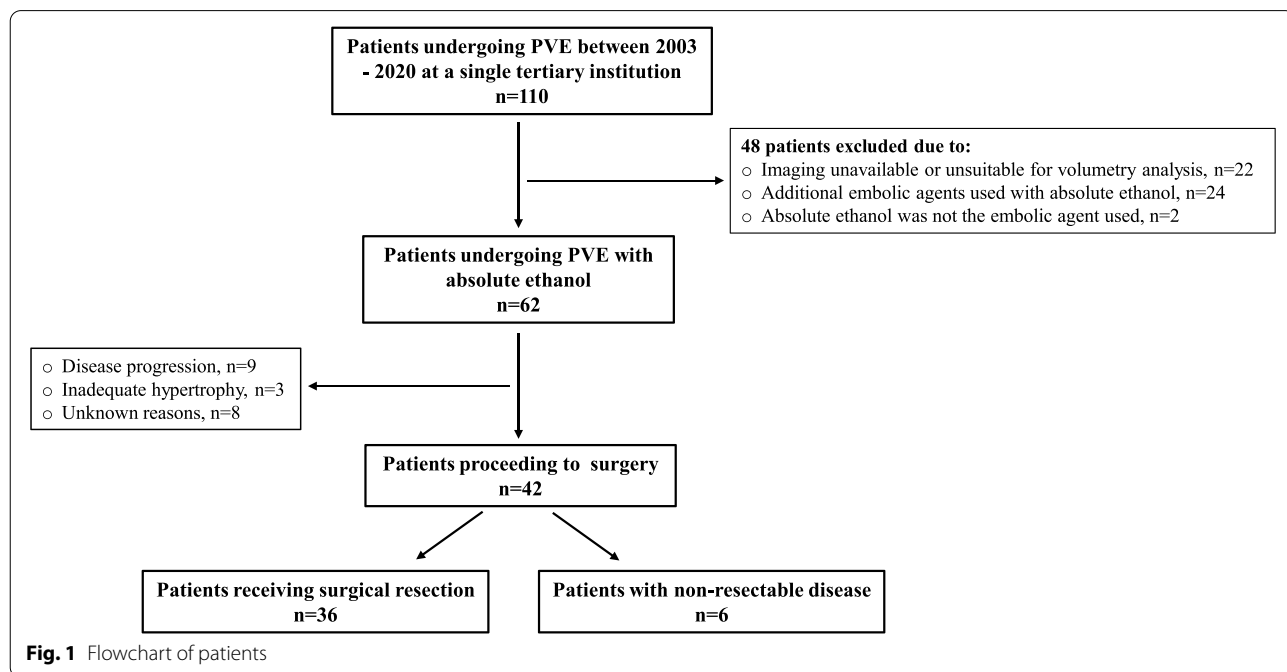 Patients undergoing PVE between 2003
- 2020 at a single tertiary institution
n=110
48 patients excluded due to:
○ Imaging unavailable or unsuitable for volumetry analysis, n=22
○ Additional embolic agents used with absolute ethanol, n=24
○ Absolute ethanol was not the embolic agent used, n=2
Patients undergoing PVE with
absolute ethanol
n=62
○ Disease progression, n=9
○ Inadequate hypertrophy, n=3
○ Unknown reasons, n=8
Patients proceeding to surgery
n=42
Patients receiving surgical resection
n=36
Patients with non-resectable disease
n=6
Fig. 1 Flowchart of patients